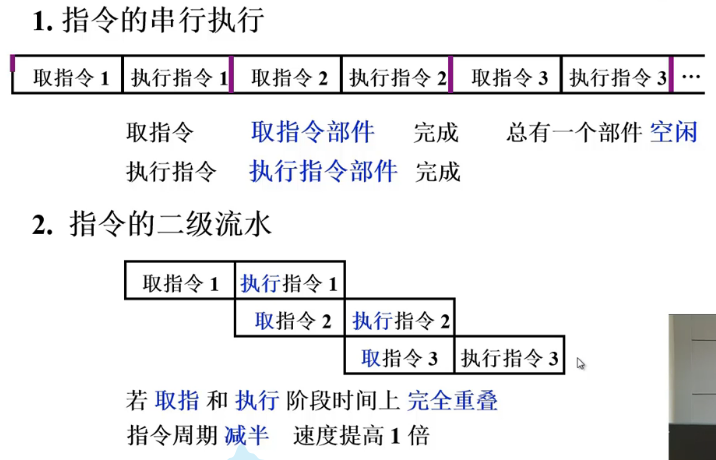 1. 指令的串行执行
取指令 1 执行指令 1 取指令 2 执行指令 2 取指令 3 执行指令 3 …
取指令 取指令部件 完成 总有一个部件 空闲
执行指令 执行指令部件 完成
2. 指令的二级流水
取指令 1 执行指令 1
取指令 2 执行指令 2
取指令 3 执行指令 3
若 取指 和 执行 阶段时间上 完全重叠
指令周期 减半 速度提高 1 倍